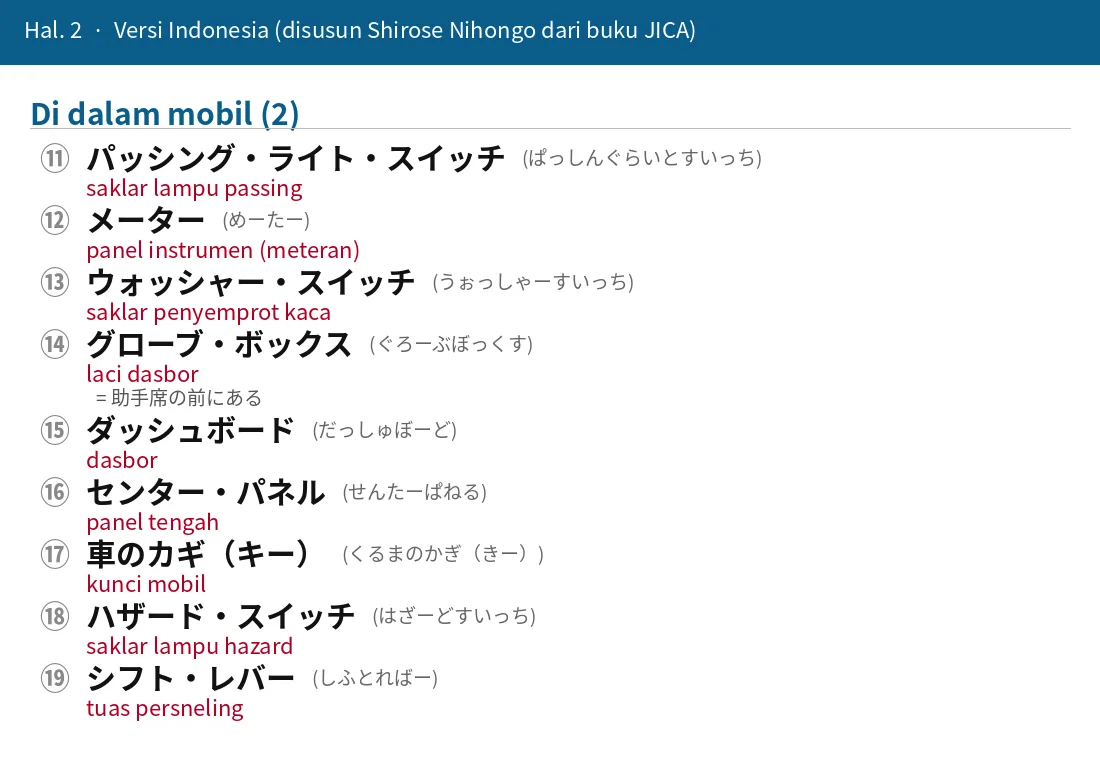 Hal. 2 · Versi Indonesia (disusun Shirose Nihongo dari buku JICA)
Di dalam mobil (2)
⑪ パッシング・ライト・スイッチ (ぱっしんぐらいとすいっち)
saklar lampu passing
⑫ メーター (めーたー)
panel instrumen (meteran)
⑬ ウォッシャー・スイッチ (うぉっしゃーすいっち)
saklar penyemprot kaca
⑭ グローブ・ボックス (ぐろーぶぼっくす)
laci dasbor
= 助手席の前にある
⑮ ダッシュボード (だっしゅぼーど)
dasbor
⑯ センター・パネル (せんたーぱねる)
panel tengah
⑰ 車のカギ（キー） (くるまのかぎ（きー）)
kunci mobil
⑱ ハザード・スイッチ (はざーどすいっち)
saklar lampu hazard
⑲ シフト・レバー (しふとればー)
tuas persneling